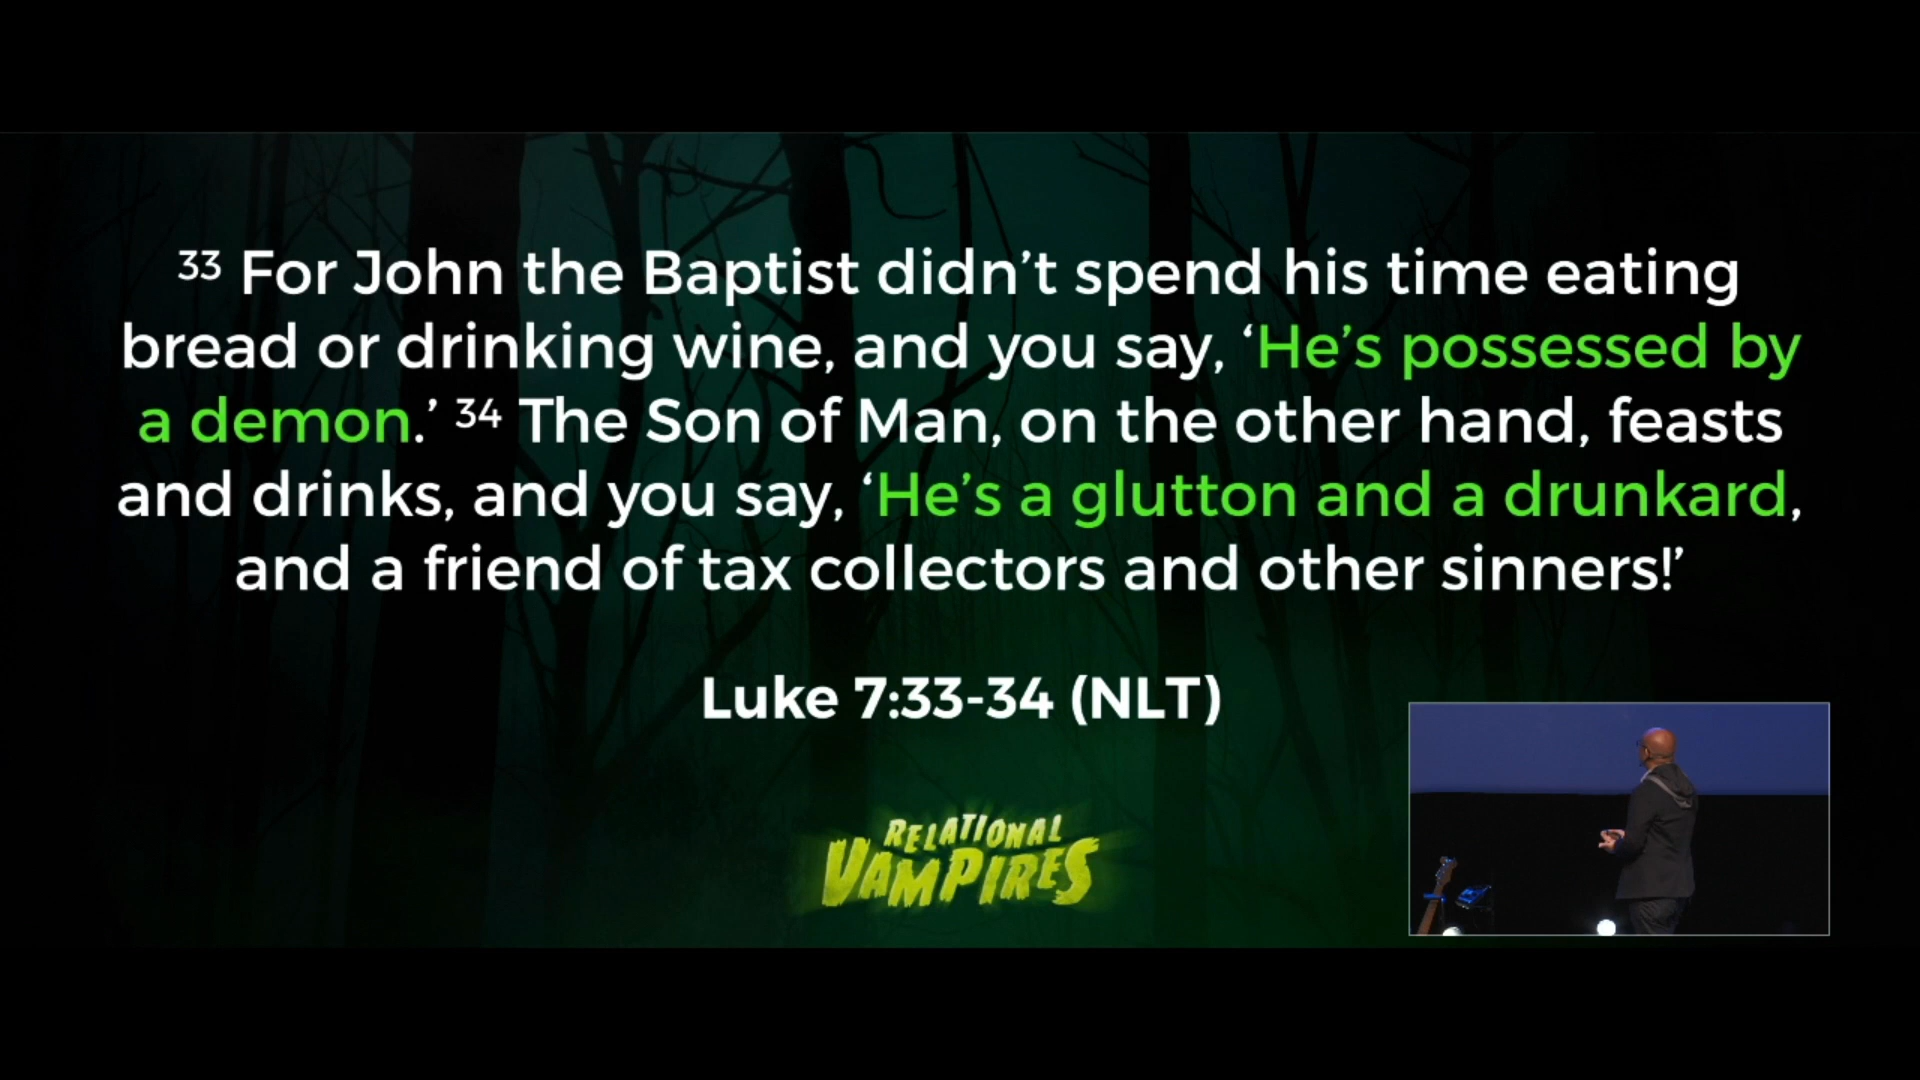 33 For John the Baptist didn’t spend his time eating
bread or drinking wine, and you say, ‘He’s possessed by
a demon.’ 34 The Son of Man, on the other hand, feasts
and drinks, and you say, ‘He’s a glutton and a drunkard,
and a friend of tax collectors and other sinners!’
Luke 7:33-34 (NLT)
RELATIONAL
VAMPIRES